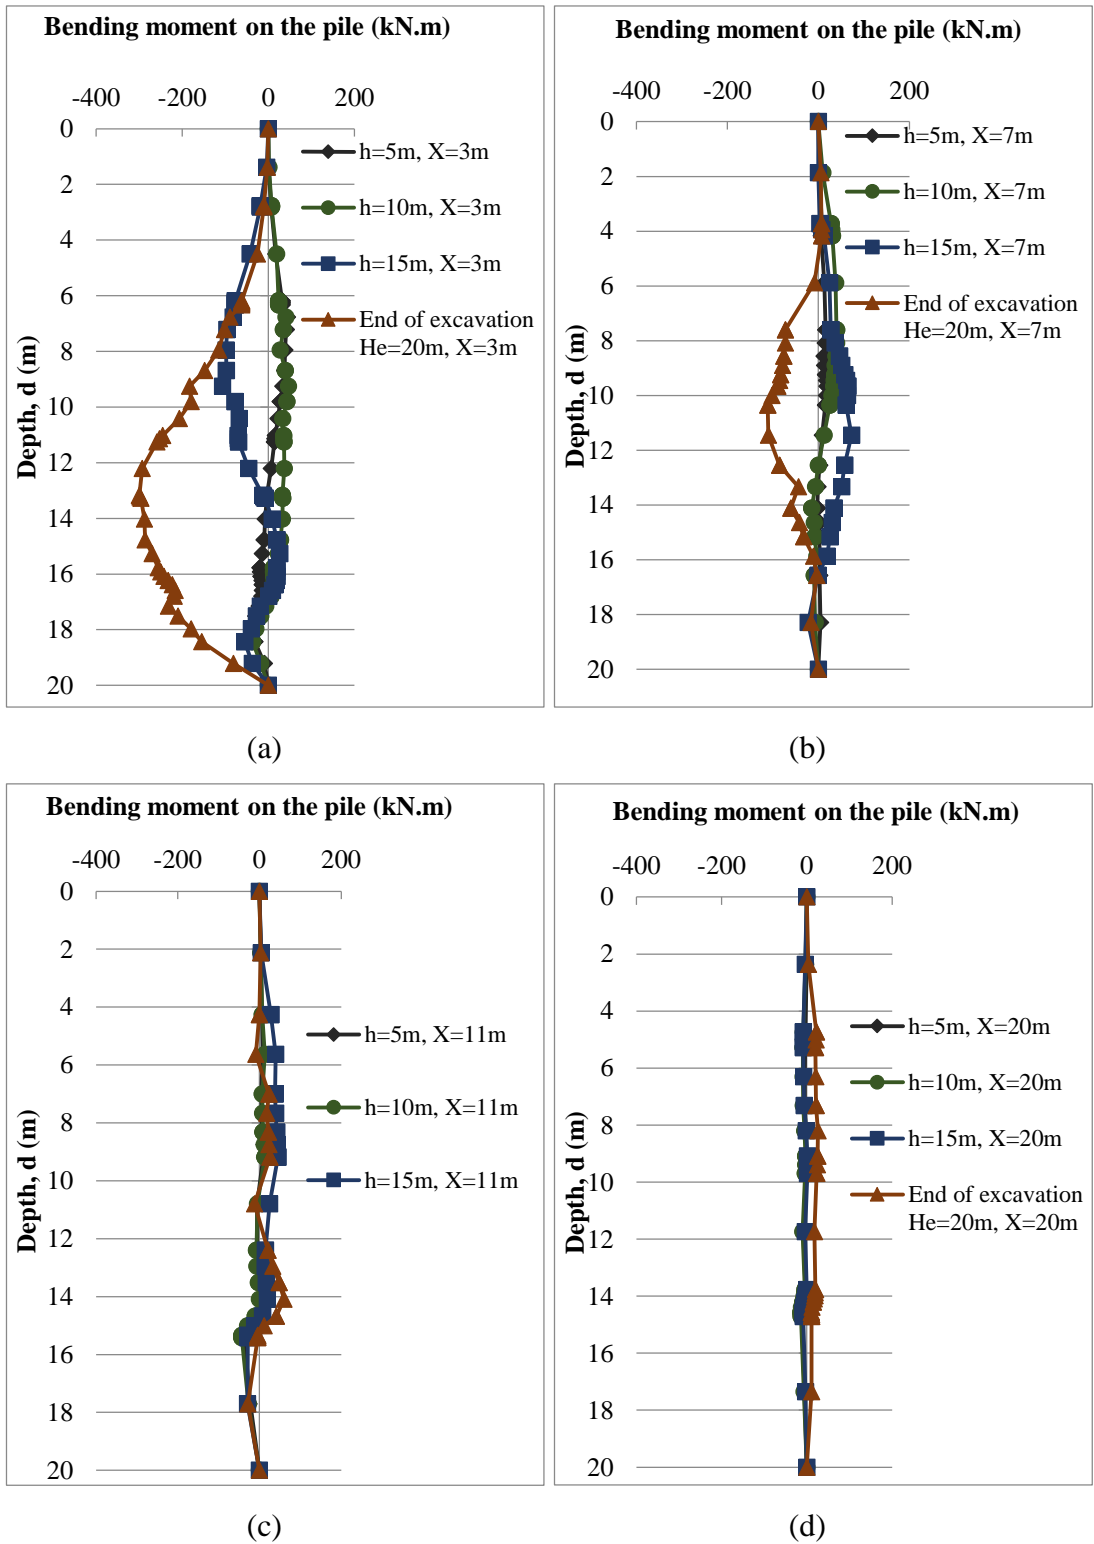 Bending moment on the pile (kN.m)
-400 -200 0 200
0
2
4
6
8
10
12
14
16
18
20
Depth, d (m)
h=5m, X=3m
h=10m, X=3m
h=15m, X=3m
End of excavation
He=20m, X=3m
(a)
Bending moment on the pile (kN.m)
-400 -200 0 200
0
2
4
6
8
10
12
14
16
18
20
Depth, d (m)
h=5m, X=7m
h=10m, X=7m
h=15m, X=7m
End of excavation
He=20m, X=7m
(b)
Bending moment on the pile (kN.m)
-400 -200 0 200
0
2
4
6
8
10
12
14
16
18
20
Depth, d (m)
h=5m, X=11m
h=10m, X=11m
h=15m, X=11m
(c)
Bending moment on the pile (kN.m)
-400 -200 0 200
0
2
4
6
8
10
12
14
16
18
20
Depth, d (m)
h=5m, X=20m
h=10m, X=20m
h=15m, X=20m
End of excavation
He=20m, X=20m
(d)